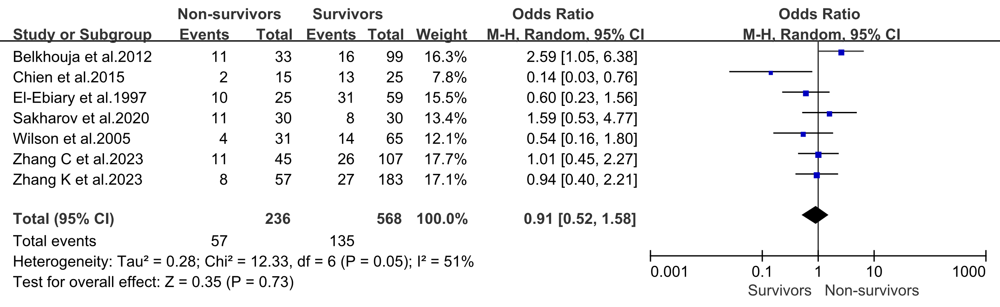 Non-survivors Survivors Odds Ratio Odds Ratio
Study or Subgroup Events Total Events Total Weight M-H, Random, 95% CI M-H, Random, 95% CI
Belkhouja et al.2012 11 33 16 99 16.3% 2.59 [1.05, 6.38]
Chien et al.2015 2 15 13 25 7.8% 0.14 [0.03, 0.76]
El-Ebiary et al.1997 10 25 31 59 15.5% 0.60 [0.23, 1.56]
Sakharov et al.2020 11 30 8 30 13.4% 1.59 [0.53, 4.77]
Wilson et al.2005 4 31 14 65 12.1% 0.54 [0.16, 1.80]
Zhang C et al.2023 11 45 26 107 17.7% 1.01 [0.45, 2.27]
Zhang K et al.2023 8 57 27 183 17.1% 0.94 [0.40, 2.21]
Total (95% CI) 236 568 100.0% 0.91 [0.52, 1.58]
Total events 57 135
Heterogeneity: Tau² = 0.28; Chi² = 12.33, df = 6 (P = 0.05); I² = 51%
Test for overall effect: Z = 0.35 (P = 0.73)
0.001 0.1 1 10 1000
Survivors Non-survivors